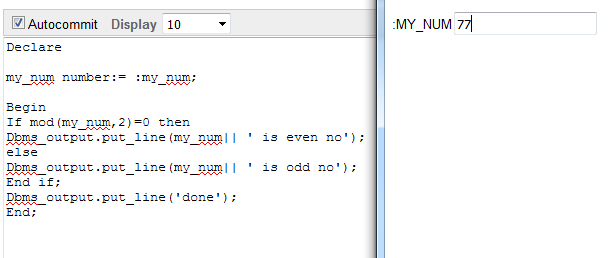 Autocommit Display 10
Declare
my_num number:= :my_num;
Begin
If mod(my_num,2)=0 then
Dbms_output.put_line(my_num|| ' is even no');
else
Dbms_output.put_line(my_num|| ' is odd no');
End if;
Dbms_output.put_line('done');
End;
:MY_NUM 77